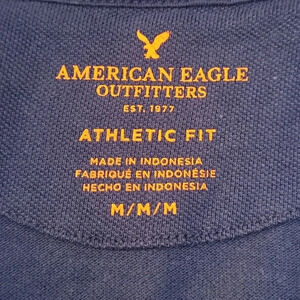 AMERICAN EAGLE
OUTFITTERS
EST. 1977
ATHLETIC FIT
MADE IN INDONESIA
FABRIQUÉ EN INDONÉSIE
HECHO EN INDONESIA
M/M/M